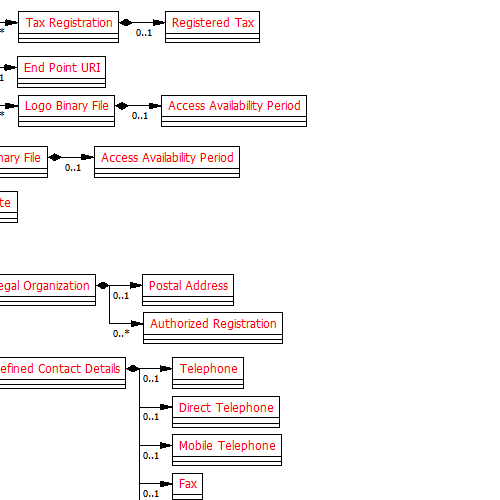 Tax Registration
Registered Tax
*
0..1
End Point URI
1
Logo Binary File
Access Availability Period
*
0..1
nary File
Access Availability Period
0..1
te
egal Organization
Postal Address
0..1
Authorized Registration
0..*
efined Contact Details
Telephone
0..1
Direct Telephone
0..1
Mobile Telephone
0..1
Fax
0..1